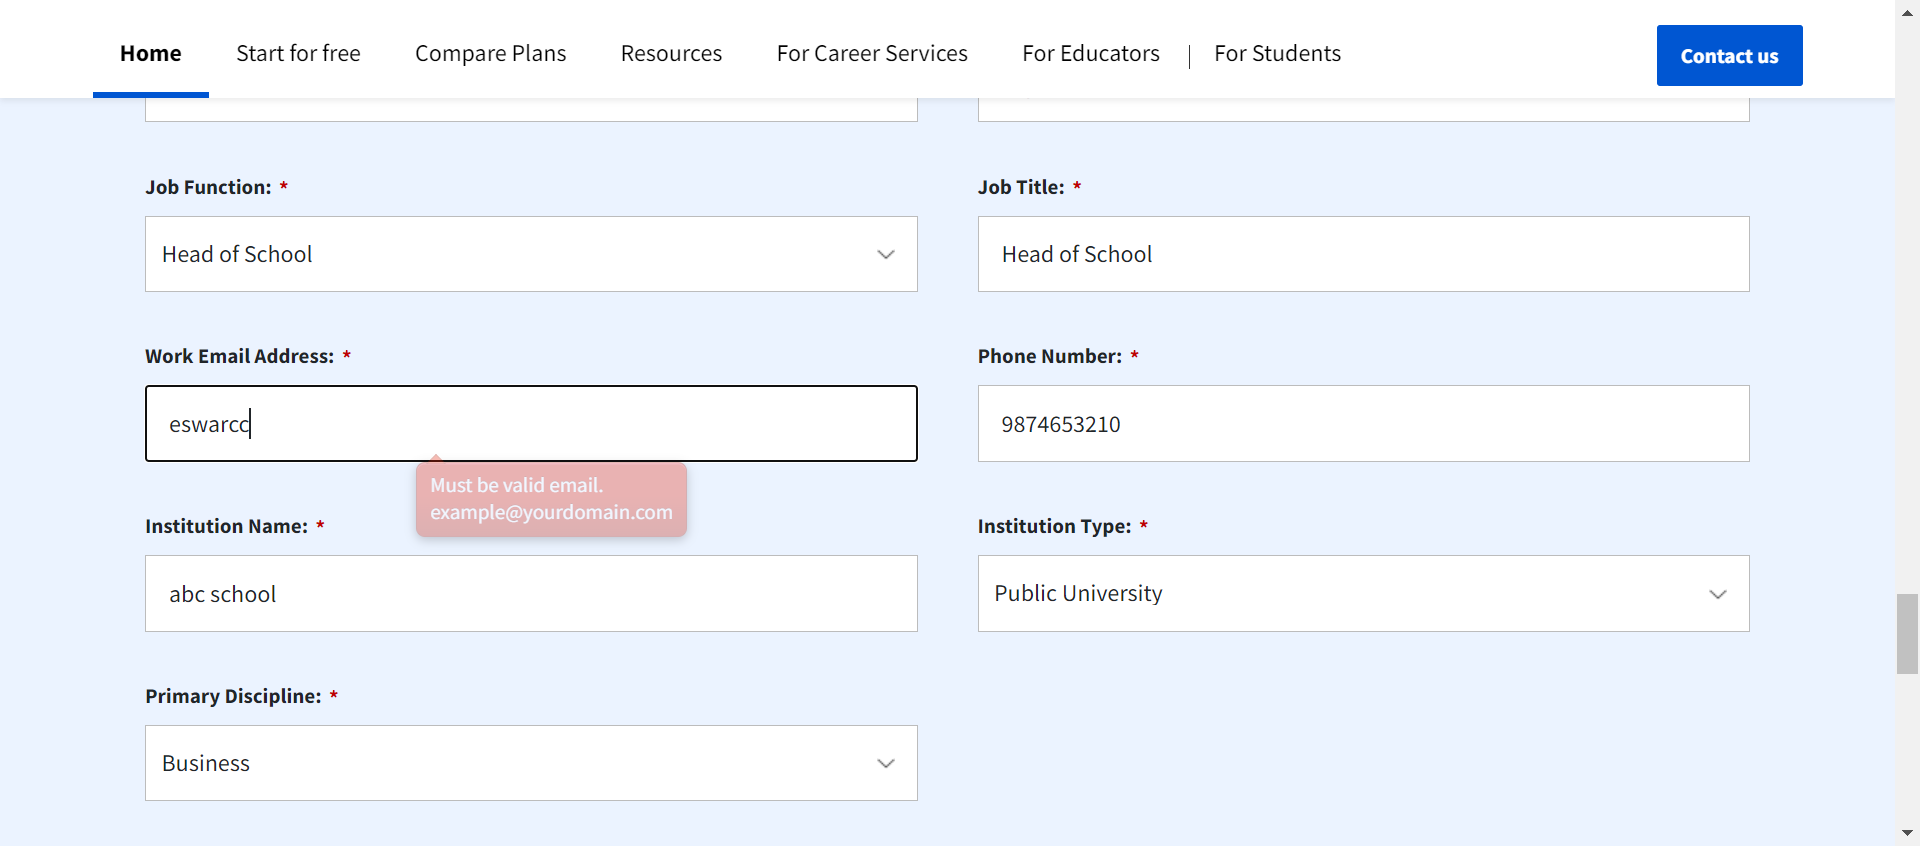 Home Start for free Compare Plans Resources For Career Services For Educators | For Students Contact us
Job Function: * Job Title: *
Head of School Head of School
Work Email Address: * Phone Number: *
eswarcc 9874653210
Must be valid email.
example@yourdomain.com
Institution Name: * Institution Type: *
abc school Public University
Primary Discipline: *
Business